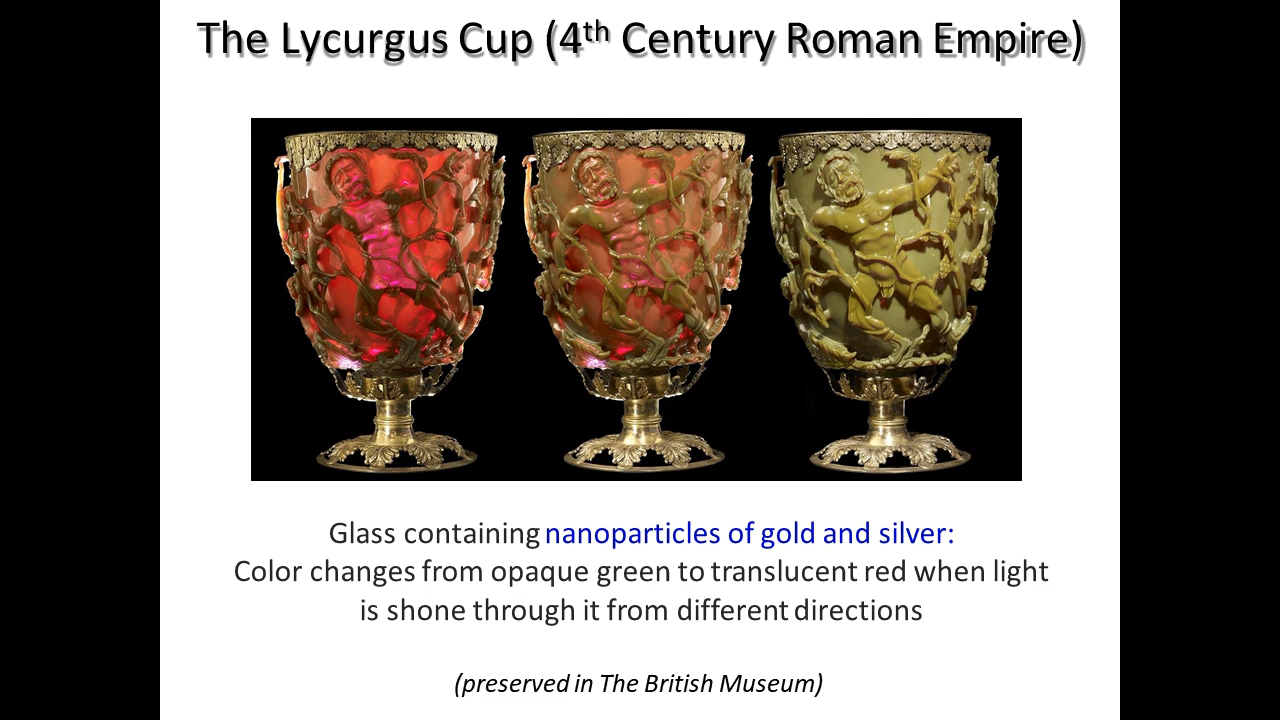 The Lycurgus Cup (4th Century Roman Empire)
Glass containing nanoparticles of gold and silver:
Color changes from opaque green to translucent red when light
is shone through it from different directions
(preserved in The British Museum)